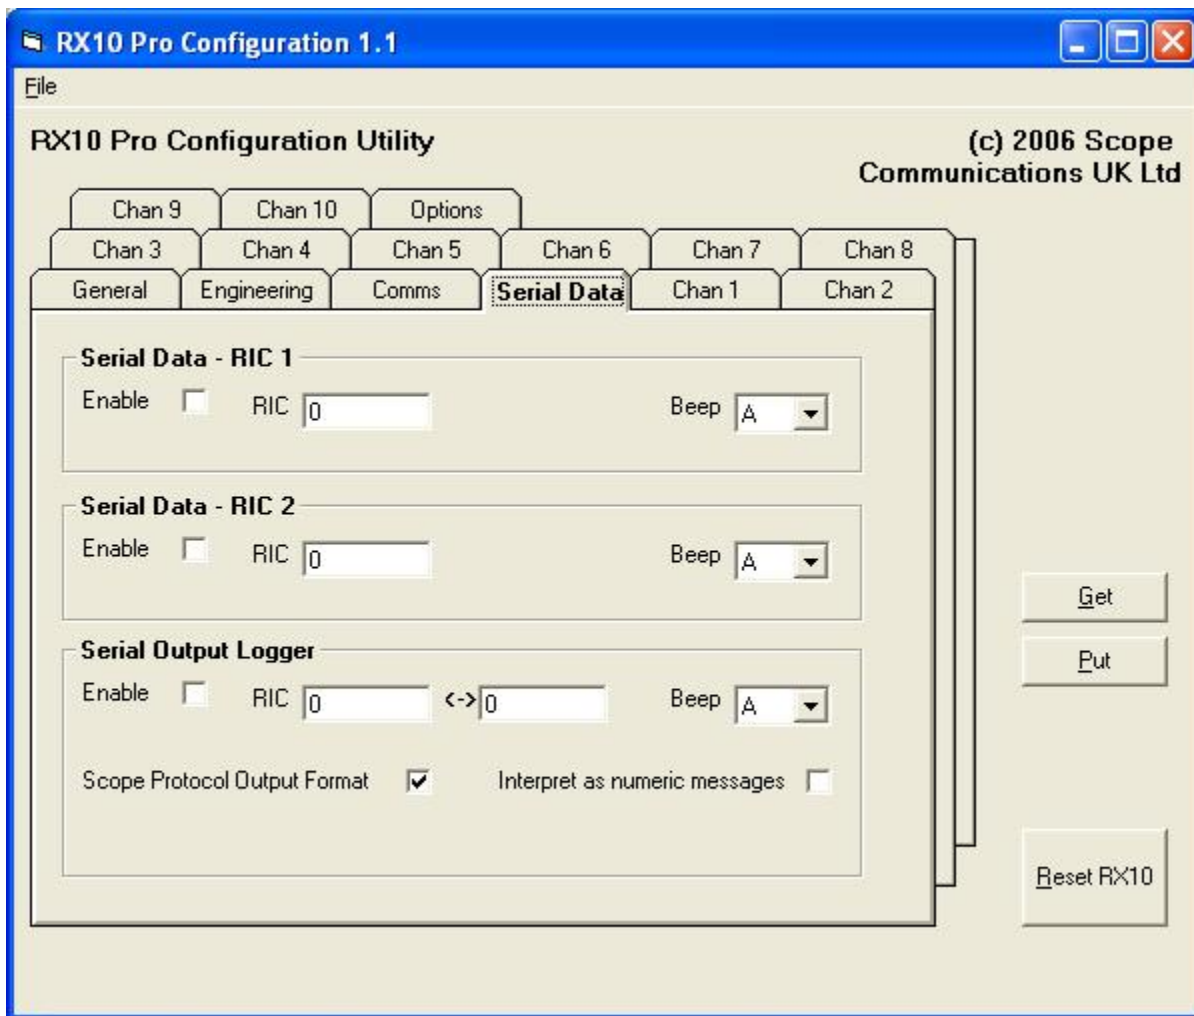 RX10 Pro Configuration 1.1
File
RX10 Pro Configuration Utility
(c) 2006 Scope
Communications UK Ltd
Chan 9 Chan 10 Options
Chan 3 Chan 4 Chan 5 Chan 6 Chan 7 Chan 8
General Engineering Comms Serial Data Chan 1 Chan 2
Serial Data - RIC 1
Enable RIC 0 Beep A
Serial Data - RIC 2
Enable RIC 0 Beep A
Serial Output Logger
Enable RIC 0 <-> 0 Beep A
Scope Protocol Output Format Interpret as numeric messages
Get
Put
Reset RX10